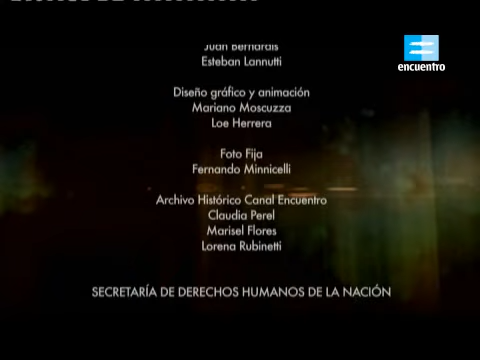 encuentro
Esteban Lannutti
Diseño gráfico y animación
Mariano Moscuzza
Loe Herrera
Foto Fija
Fernando Minnicelli
Archivo Histórico Canal Encuentro
Claudia Perel
Marisel Flores
Lorena Rubinetti
SECRETARÍA DE DERECHOS HUMANOS DE LA NACIÓN